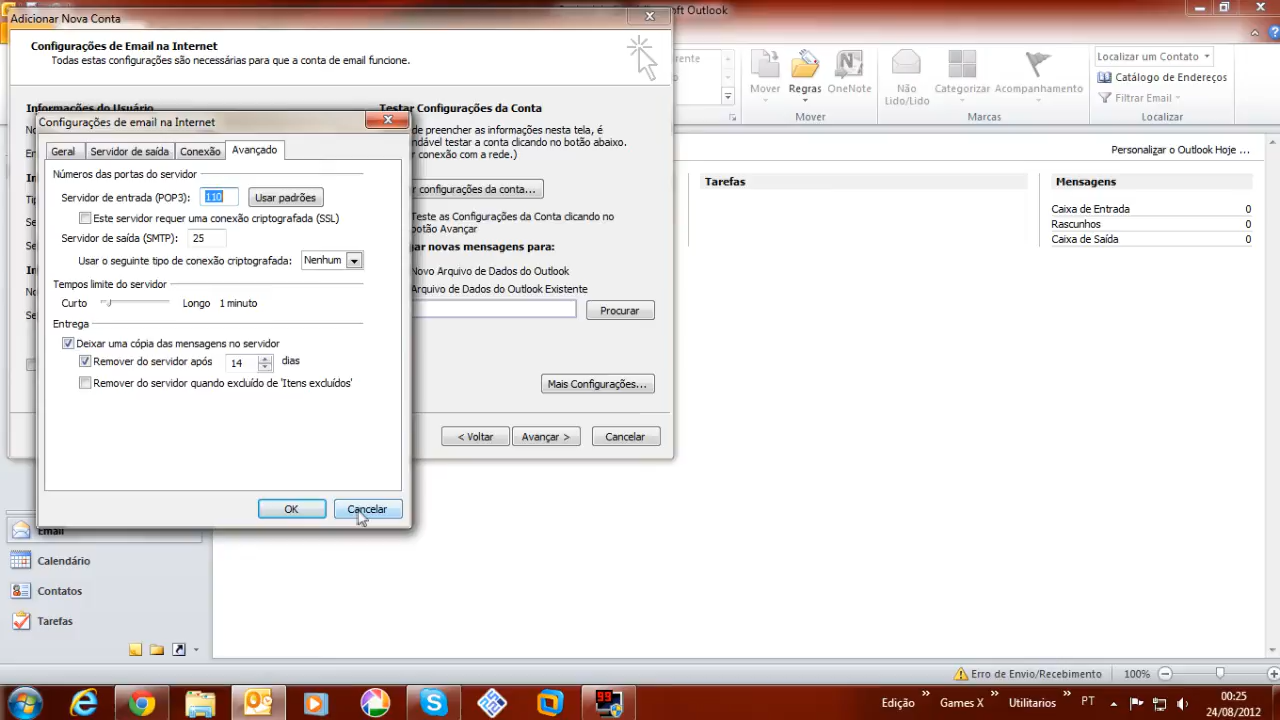 Adicionar Nova Conta
soft Outlook
Configurações de Email na Internet
Todas estas configurações são necessárias para que a conta de email funcione.
Mover
Regras
OneNote
Mover
Não
Lido/Lido
Categorizar
Acompanhamento
Marcas
Localizar um Contato
Catálogo de Endereços
Filtrar Email
Localizar
Informações do Usuário
Testar Configurações da Conta
de preencher as informações nesta tela, é
ndável testar a conta clicando no botão abaixo.
r conexão com a rede.)
r configurações da conta...
Teste as Configurações da Conta clicando no
botão Avançar
gar novas mensagens para:
Novo Arquivo de Dados do Outlook
Arquivo de Dados do Outlook Existente
Procurar
Mais Configurações...
< Voltar
Avançar >
Cancelar
Configurações de email na Internet
Geral
Servidor de saída
Conexão
Avançado
Números das portas do servidor
Servidor de entrada (POP3): 110 Usar padrões
Este servidor requer uma conexão criptografada (SSL)
Servidor de saída (SMTP): 25
Usar o seguinte tipo de conexão criptografada: Nenhum
Tempos limite do servidor
Curto Longo 1 minuto
Entrega
Deixar uma cópia das mensagens no servidor
Remover do servidor após 14 dias
Remover do servidor quando excluído de 'Itens excluídos'
OK
Cancelar
Personalizar o Outlook Hoje ...
Tarefas
Mensagens
Caixa de Entrada 0
Rascunhos 0
Caixa de Saída 0
Email
Calendário
Contatos
Tarefas
Erro de Envio/Recebimento 100%
99
Edição »
Games X »
Utilitarios »
PT
00:25
24/08/2012